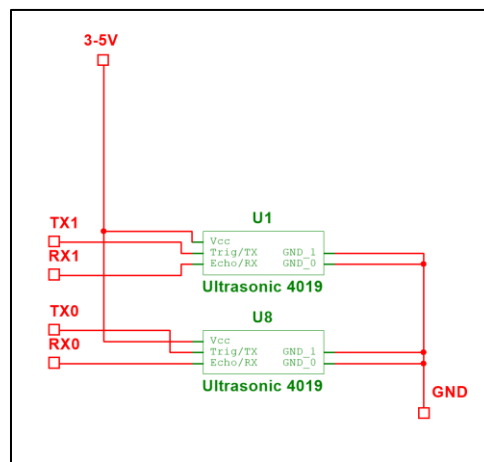 3-5V
U1
TX1
Vcc
Trig/TX GND_1
RX1
Echo/RX GND_0
Ultrasonic 4019
TX0
U8
RX0
Vcc
Trig/TX GND_1
Echo/RX GND_0
Ultrasonic 4019
GND